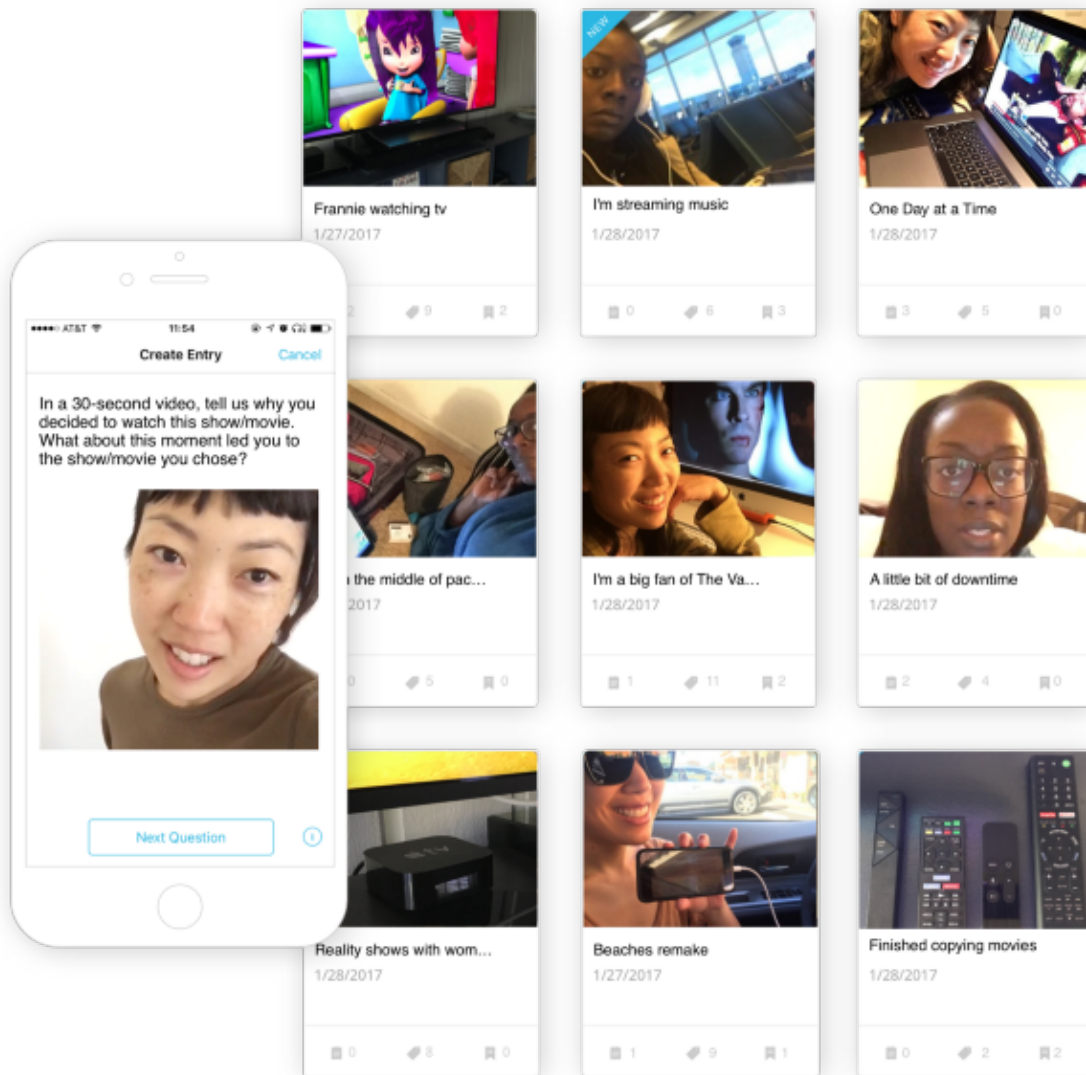 NEW
Frannie watching tv
I'm streaming music
One Day at a Time
1/27/2017
1/28/2017
1/28/2017
2
9
2
0
6
3
3
5
0
AT&T
11:54
Create Entry
Cancel
In a 30-second video, tell us why you
decided to watch this show/movie.
What about this moment led you to
the show/movie you chose?
Next Question
the middle of pac...
I'm a big fan of The Va...
A little bit of downtime
2017
1/28/2017
1/28/2017
0
5
0
1
11
2
2
4
0
tv
Reality shows with wom...
Beaches remake
Finished copying movies
1/28/2017
1/27/2017
1/28/2017
0
8
0
1
9
1
0
2
2